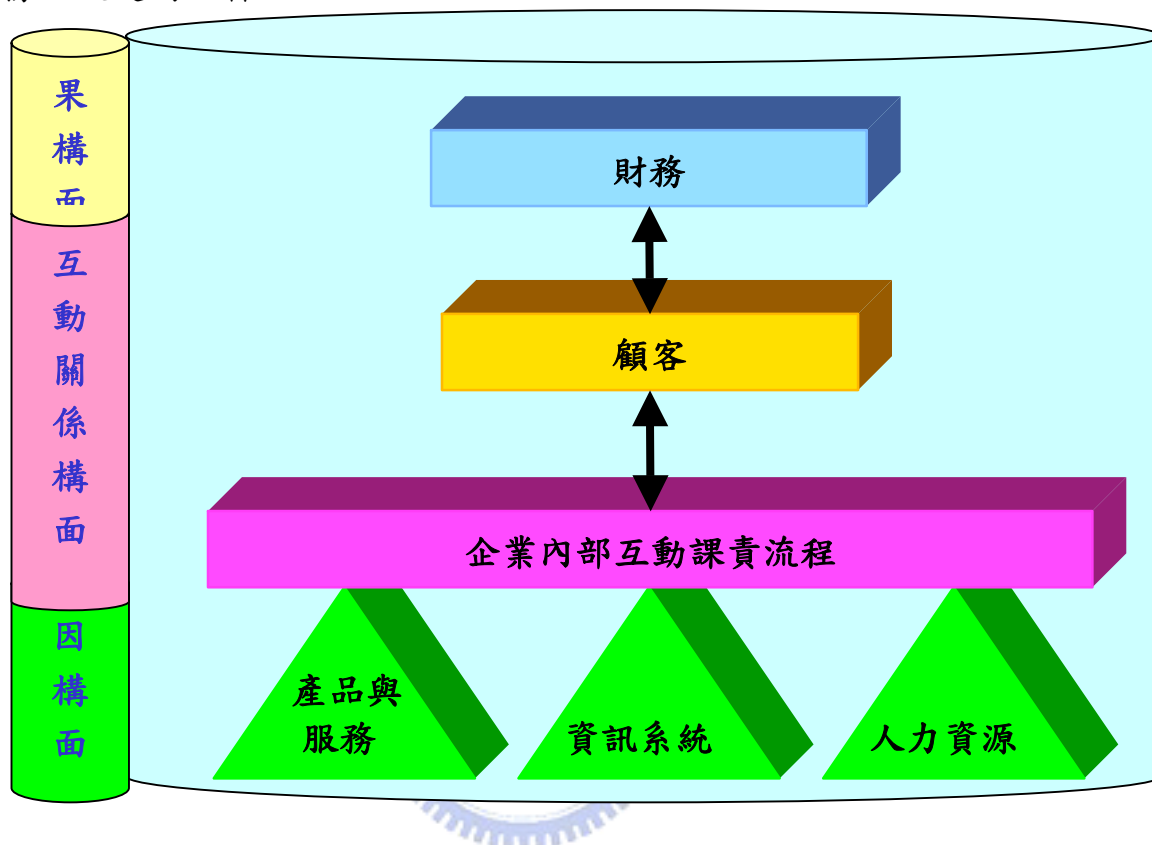 果構面
財務
互動關係構面
顧客
企業內部互動課責流程
因構面
產品與
服務
資訊系統
人力資源